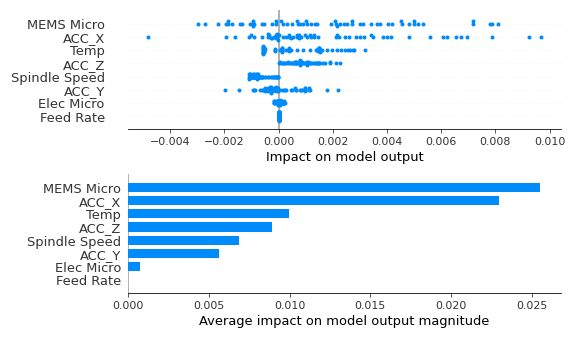 MEMS Micro
ACC_X
Temp
ACC_Z
Spindle Speed
ACC_Y
Elec Micro
Feed Rate
−0.004 −0.002 0.000 0.002 0.004 0.006 0.008 0.010
Impact on model output
MEMS Micro
ACC_X
Temp
ACC_Z
Spindle Speed
ACC_Y
Elec Micro
Feed Rate
0.000 0.005 0.010 0.015 0.020 0.025
Average impact on model output magnitude